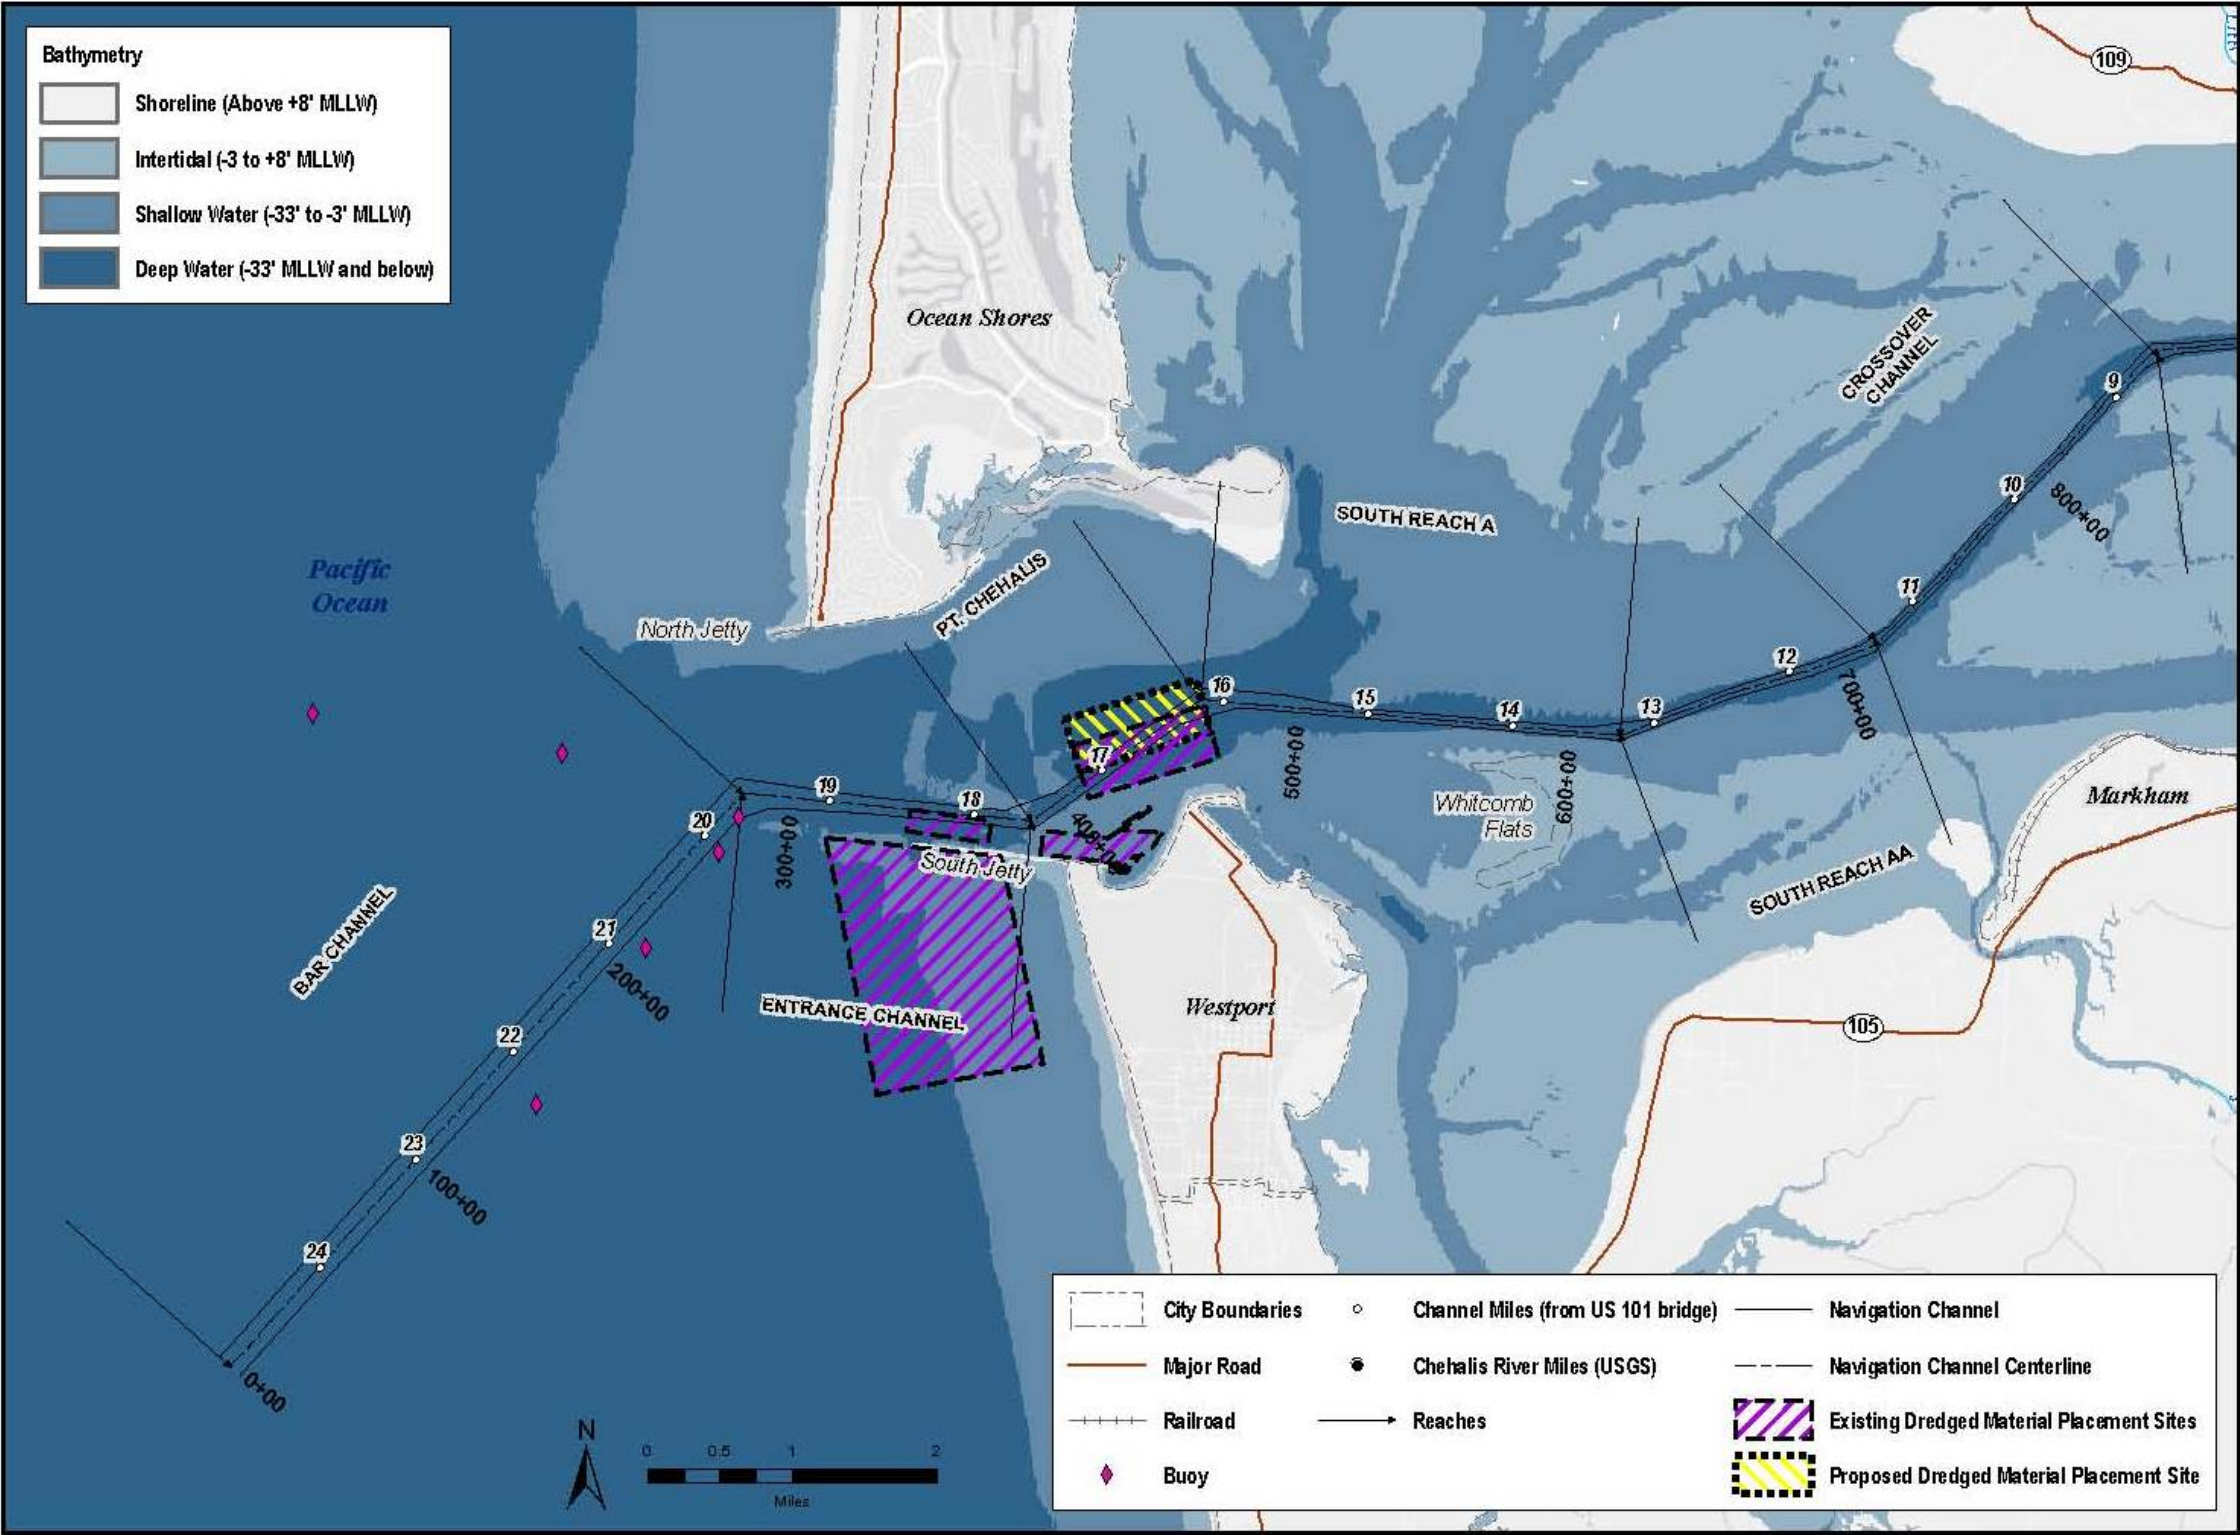 Bathymetry
Shoreline (Above +8' MLLW)
Intertidal (-3 to +8' MLLW)
Shallow Water (-33' to -3' MLLW)
Deep Water (-33' MLLW and below)
109
Ocean Shores
CROSSOVER
CHANNEL
9
10
800+00
SOUTH REACH A
Pacific
Ocean
PT. CHEHALIS
North Jetty
11
12
700+00
13
14
15
16
17
18
19
20
500+00
600+00
Whitcomb
Flats
Markham
300+00
South Jetty
SOUTH REACH AA
BAR CHANNEL
21
200+00
ENTRANCE CHANNEL
Westport
105
22
23
100+00
24
0+00
N
0 0.5 1 2
Miles
City Boundaries
Major Road
Railroad
Buoy
Channel Miles (from US 101 bridge)
Chehalis River Miles (USGS)
Reaches
Navigation Channel
Navigation Channel Centerline
Existing Dredged Material Placement Sites
Proposed Dredged Material Placement Site